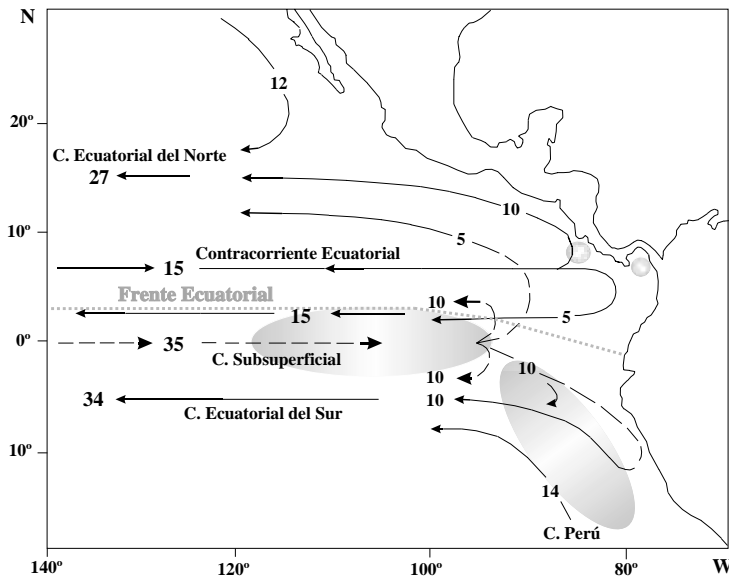 N
12
20º
C. Ecuatorial del Norte
27
10
10º
5
Contracorriente Ecuatorial
15
Frente Ecuatorial
10
15
5
0º
35
C. Subsuperficial
10
10
34
C. Ecuatorial del Sur
10
10º
14
C. Perú
140º
120º
100º
80º
W